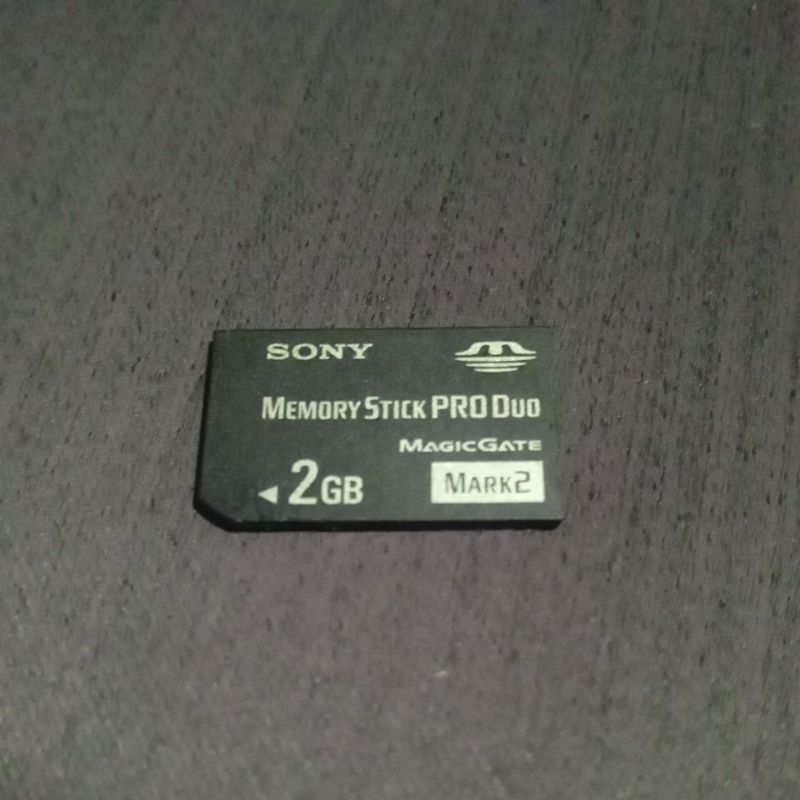 SONY
MEMORY STICK PRO DUO
MAGICGATE
◄ 2GB MARK2